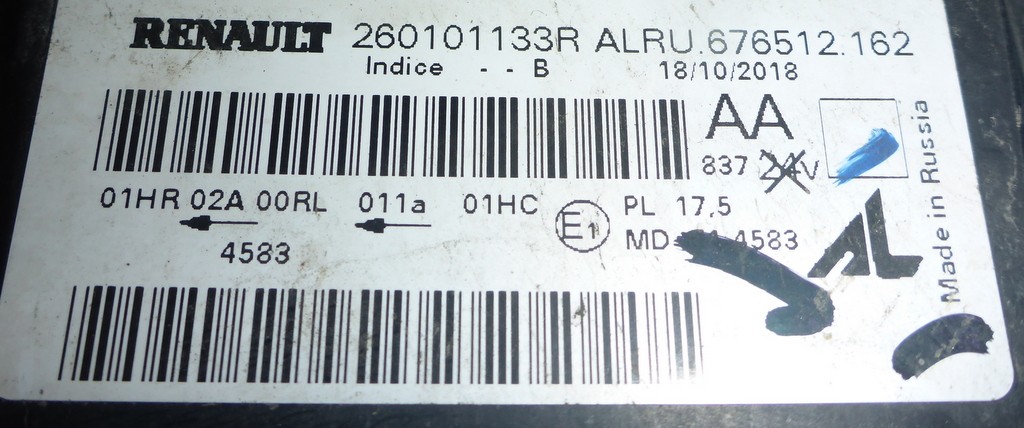 RENAULT 260101133R ALRU.676512.162
Indice - - B 18/10/2018
AA
837 24V
01HR 02A 00RL 011a 01HC
4583
E1
PL 17,5
MD 4583
AL
Made in Russia